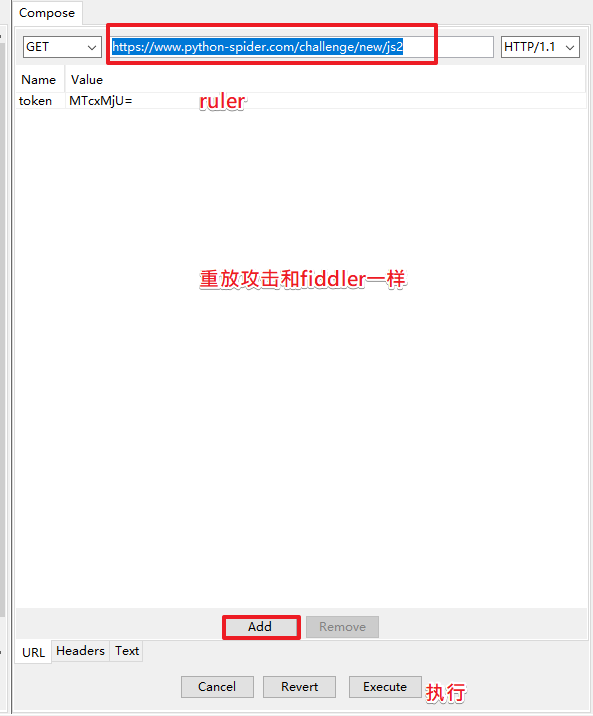 Compose
GET https://www.python-spider.com/challenge/new/js2 HTTP/1.1
Name Value
token MTcxMjU= ruler
重放攻击和fiddler一样
Add Remove
URL Headers Text
Cancel Revert Execute 执行